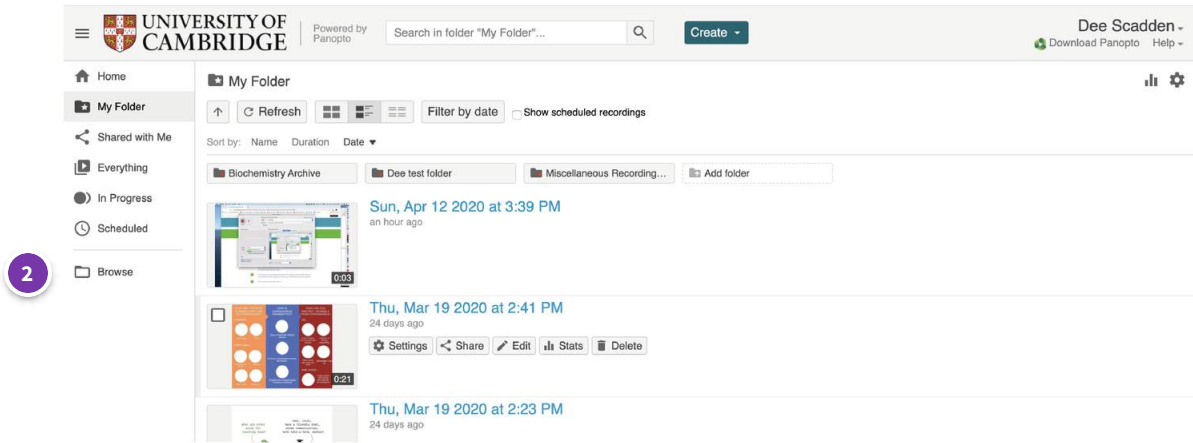 UNIVERSITY OF
CAMBRIDGE
Powered by
Panopto
Search in folder "My Folder"...
Create
Dee Scadden
Download Panopto Help
Home
My Folder
My Folder
Refresh
Filter by date
Show scheduled recordings
Shared with Me
Sort by: Name Duration Date
Everything
Biochemistry Archive
Dee test folder
Miscellaneous Recording...
Add folder
In Progress
Scheduled
Sun, Apr 12 2020 at 3:39 PM
an hour ago
0:03
2
Browse
Thu, Mar 19 2020 at 2:41 PM
24 days ago
Settings Share Edit Stats Delete
0:21
Thu, Mar 19 2020 at 2:23 PM
24 days ago